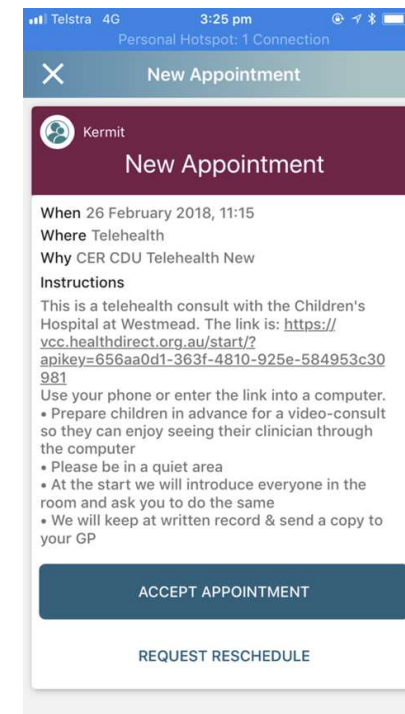 Telstra 4G 3:25 pm
Personal Hotspot: 1 Connection
New Appointment
Kermit
New Appointment
When 26 February 2018, 11:15
Where Telehealth
Why CER CDU Telehealth New
Instructions
This is a telehealth consult with the Children's
Hospital at Westmead. The link is: https://
vcc.healthdirect.org.au/start/?
apikey=656aa0d1-363f-4810-925e-584953c30
981
Use your phone or enter the link into a computer.
• Prepare children in advance for a video-consult
so they can enjoy seeing their clinician through
the computer
• Please be in a quiet area
• At the start we will introduce everyone in the
room and ask you to do the same
• We will keep at written record & send a copy to
your GP
ACCEPT APPOINTMENT
REQUEST RESCHEDULE